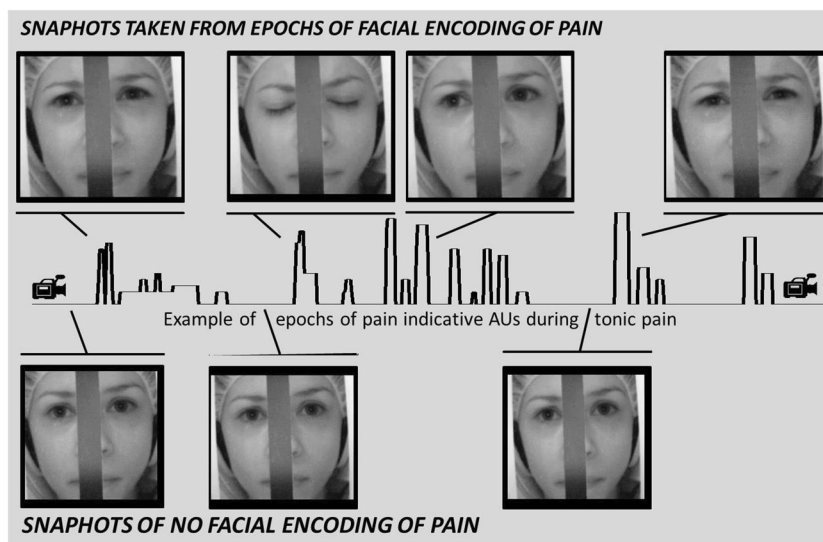 SNAPHOTS TAKEN FROM EPOCHS OF FACIAL ENCODING OF PAIN
Example of epochs of pain indicative AUs during tonic pain
SNAPHOTS OF NO FACIAL ENCODING OF PAIN